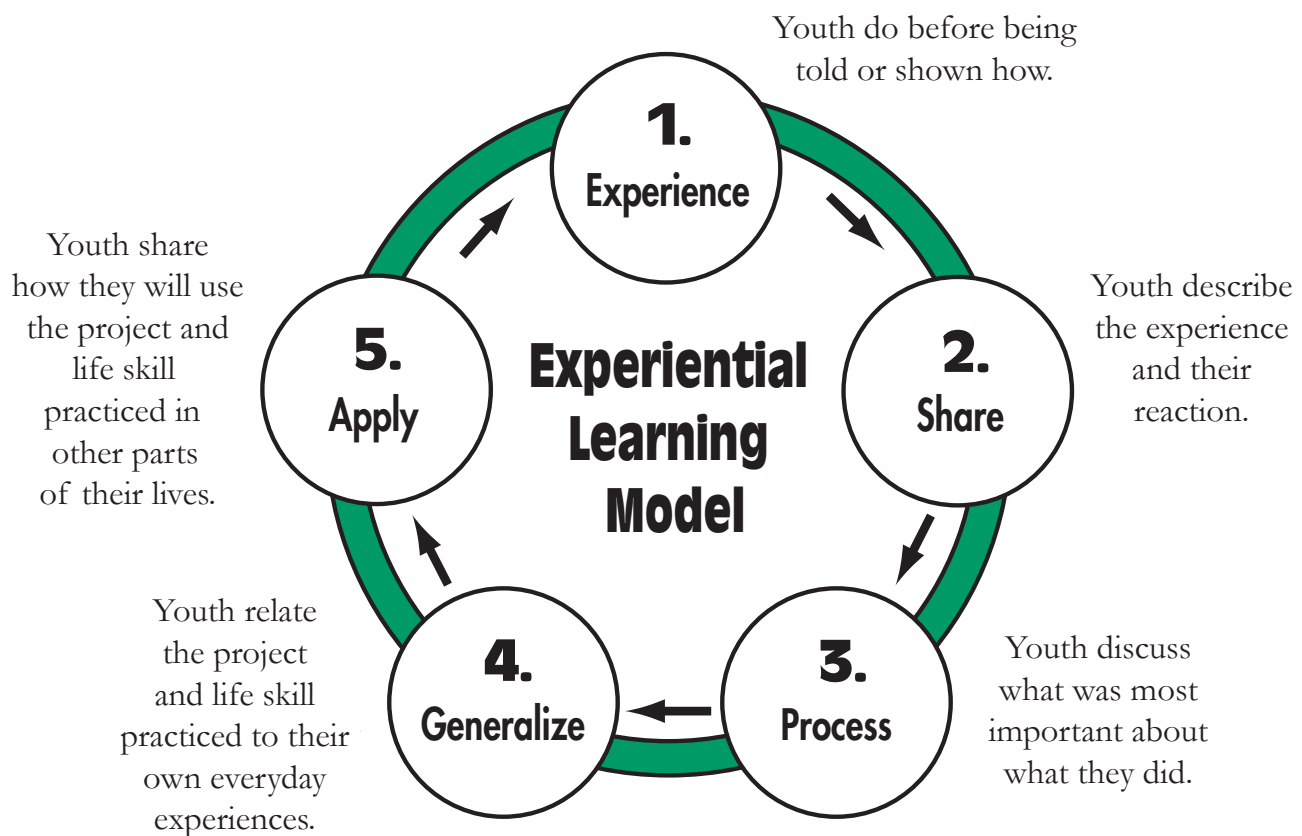 Youth do before being
told or shown how.
1.
Experience
Youth describe
the experience
and their
reaction.
2.
Share
Youth discuss
what was most
important about
what they did.
3.
Process
Youth relate
the project
and life skill
practiced to their
own everyday
experiences.
4.
Generalize
Youth share
how they will use
the project and
life skill
practiced in
other parts
of their lives.
5.
Apply
Experiential
Learning
Model